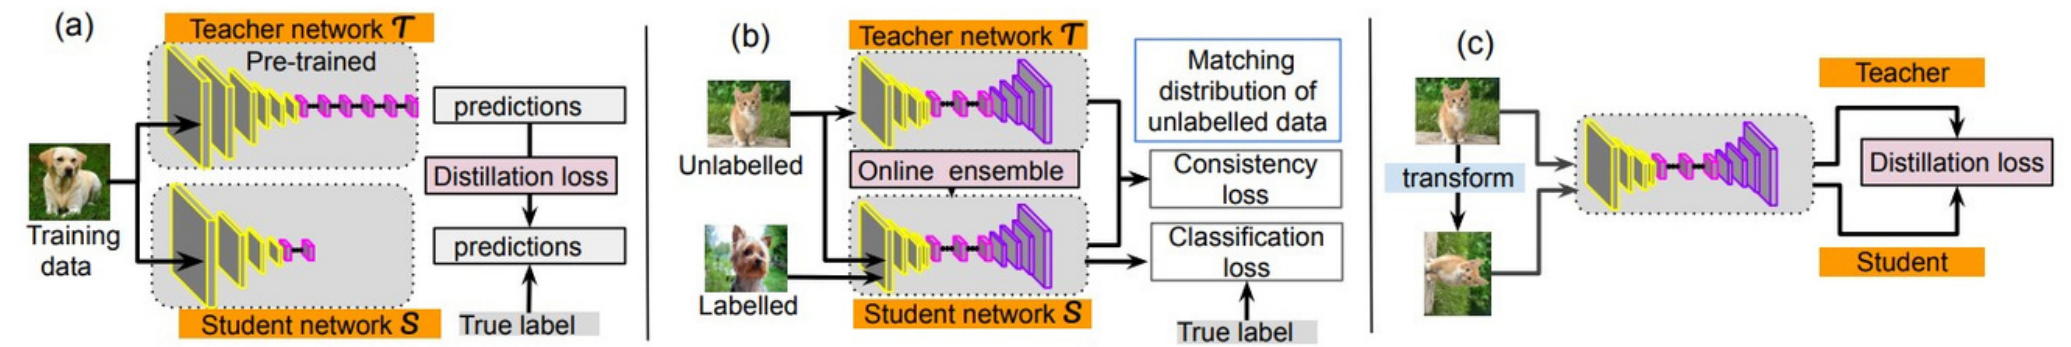 (a)
Teacher network 𝒯
Pre-trained
predictions
Distillation loss
predictions
Training
data
Student network 𝒮
True label
(b)
Teacher network 𝒯
Matching
distribution of
unlabelled data
Unlabelled
Online ensemble
Consistency
loss
Classification
loss
Labelled
Student network 𝒮
True label
(c)
Teacher
transform
Distillation loss
Student